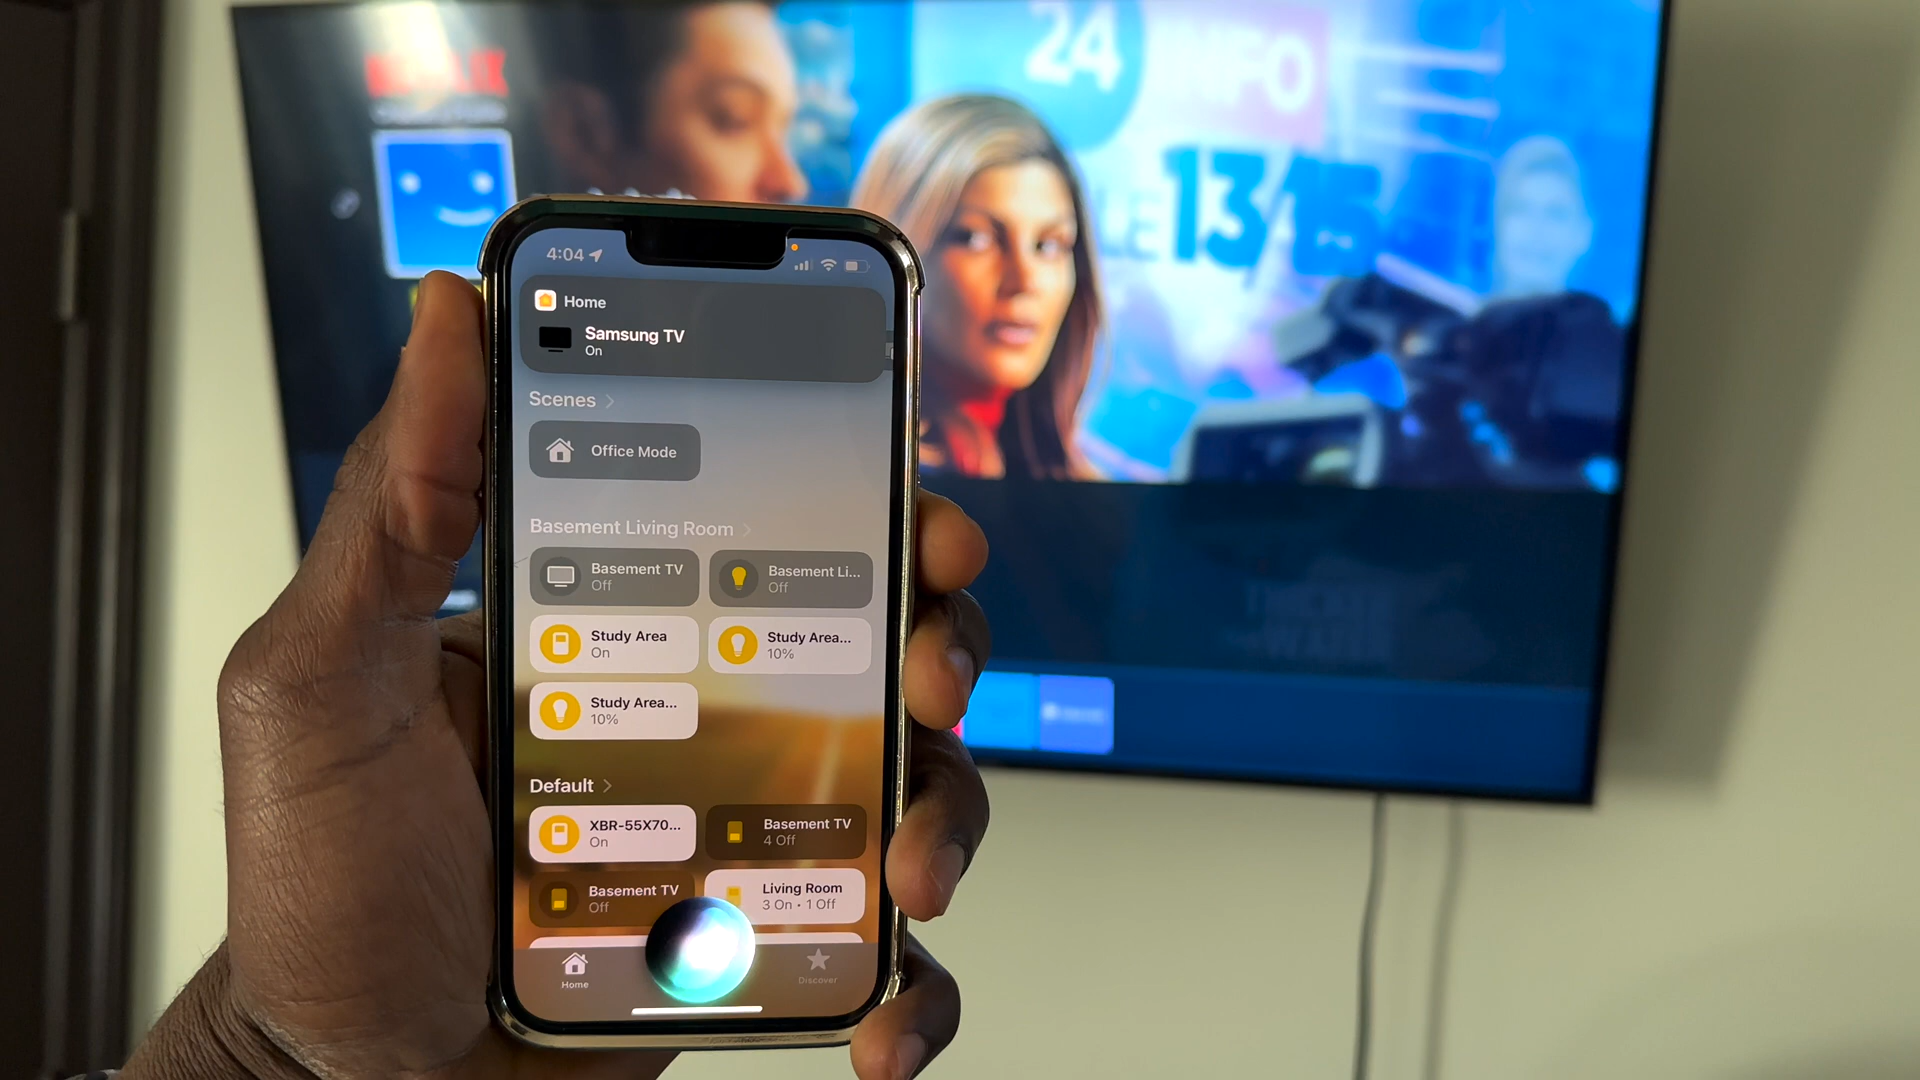 NETFLIX
24
INFO
13/15
4:04
Home
Samsung TV
On
Scenes
Office Mode
Basement Living Room
Basement TV
Off
Basement Li...
Off
Study Area
On
Study Area...
10%
Study Area...
10%
Default
XBR-55X70...
On
Basement TV
4 Off
Basement TV
Off
Living Room
3 On • 1 Off
Home
Discover